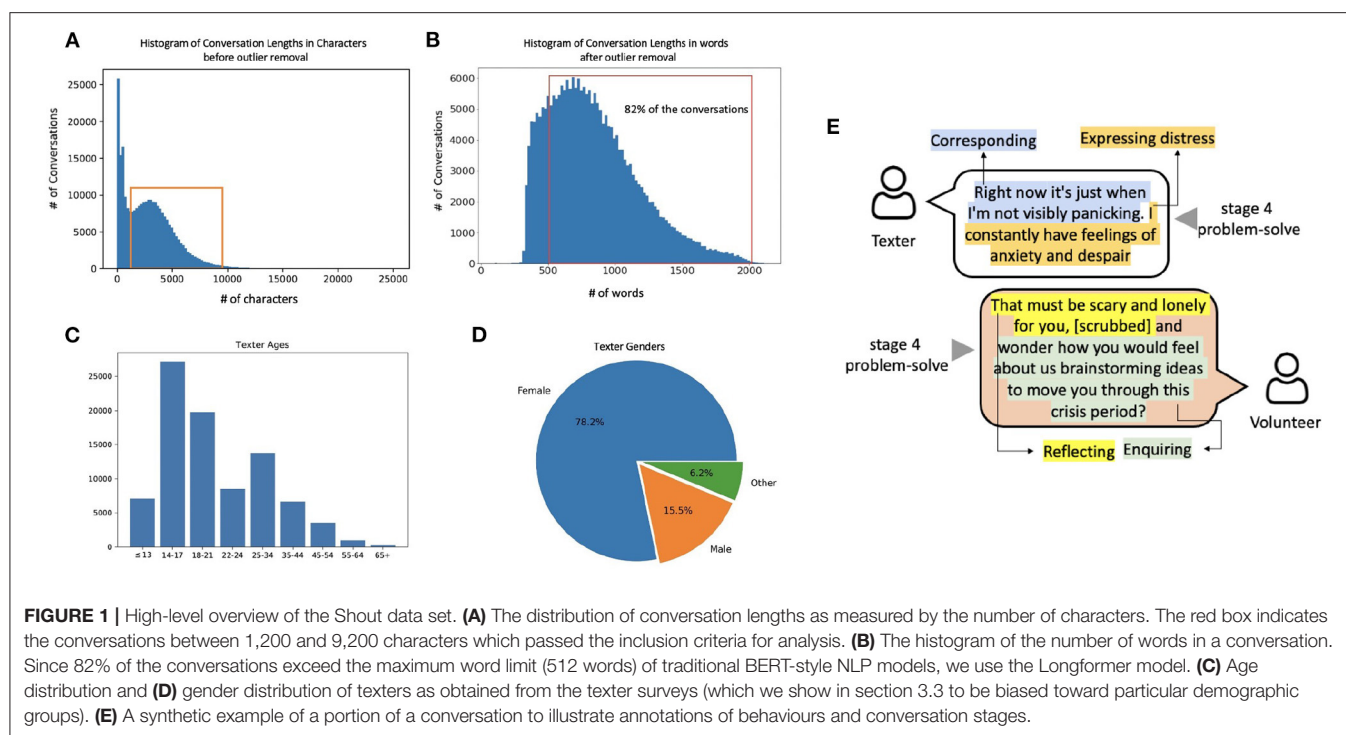 A
Histogram of Conversation Lengths in Characters
before outlier removal
# of Conversations
25000
20000
15000
10000
5000
0
0
5000
10000
15000
20000
25000
# of characters
B
Histogram of Conversation Lengths in words
after outlier removal
# of Conversations
6000
5000
4000
3000
2000
1000
0
82% of the conversations
500
1000
1500
2000
# of words
C
Texter Ages
25000
20000
15000
10000
5000
0
≤13
14-17
18-21
22-24
25-34
35-44
45-54
55-64
65+
D
Texter Genders
Female
78.2%
6.2%
Other
15.5%
Male
E
Corresponding
Expressing distress
Right now it's just when
I'm not visibly panicking. I
constantly have feelings of
anxiety and despair
Texter
stage 4
problem-solve
That must be scary and lonely
for you, [scrubbed] and
wonder how you would feel
about us brainstorming ideas
to move you through this
crisis period?
stage 4
problem-solve
Volunteer
Reflecting
Enquiring
FIGURE 1 | High-level overview of the Shout data set. (A) The distribution of conversation lengths as measured by the number of characters. The red box indicates
the conversations between 1,200 and 9,200 characters which passed the inclusion criteria for analysis. (B) The histogram of the number of words in a conversation.
Since 82% of the conversations exceed the maximum word limit (512 words) of traditional BERT-style NLP models, we use the Longformer model. (C) Age
distribution and (D) gender distribution of texters as obtained from the texter surveys (which we show in section 3.3 to be biased toward particular demographic
groups). (E) A synthetic example of a portion of a conversation to illustrate annotations of behaviours and conversation stages.